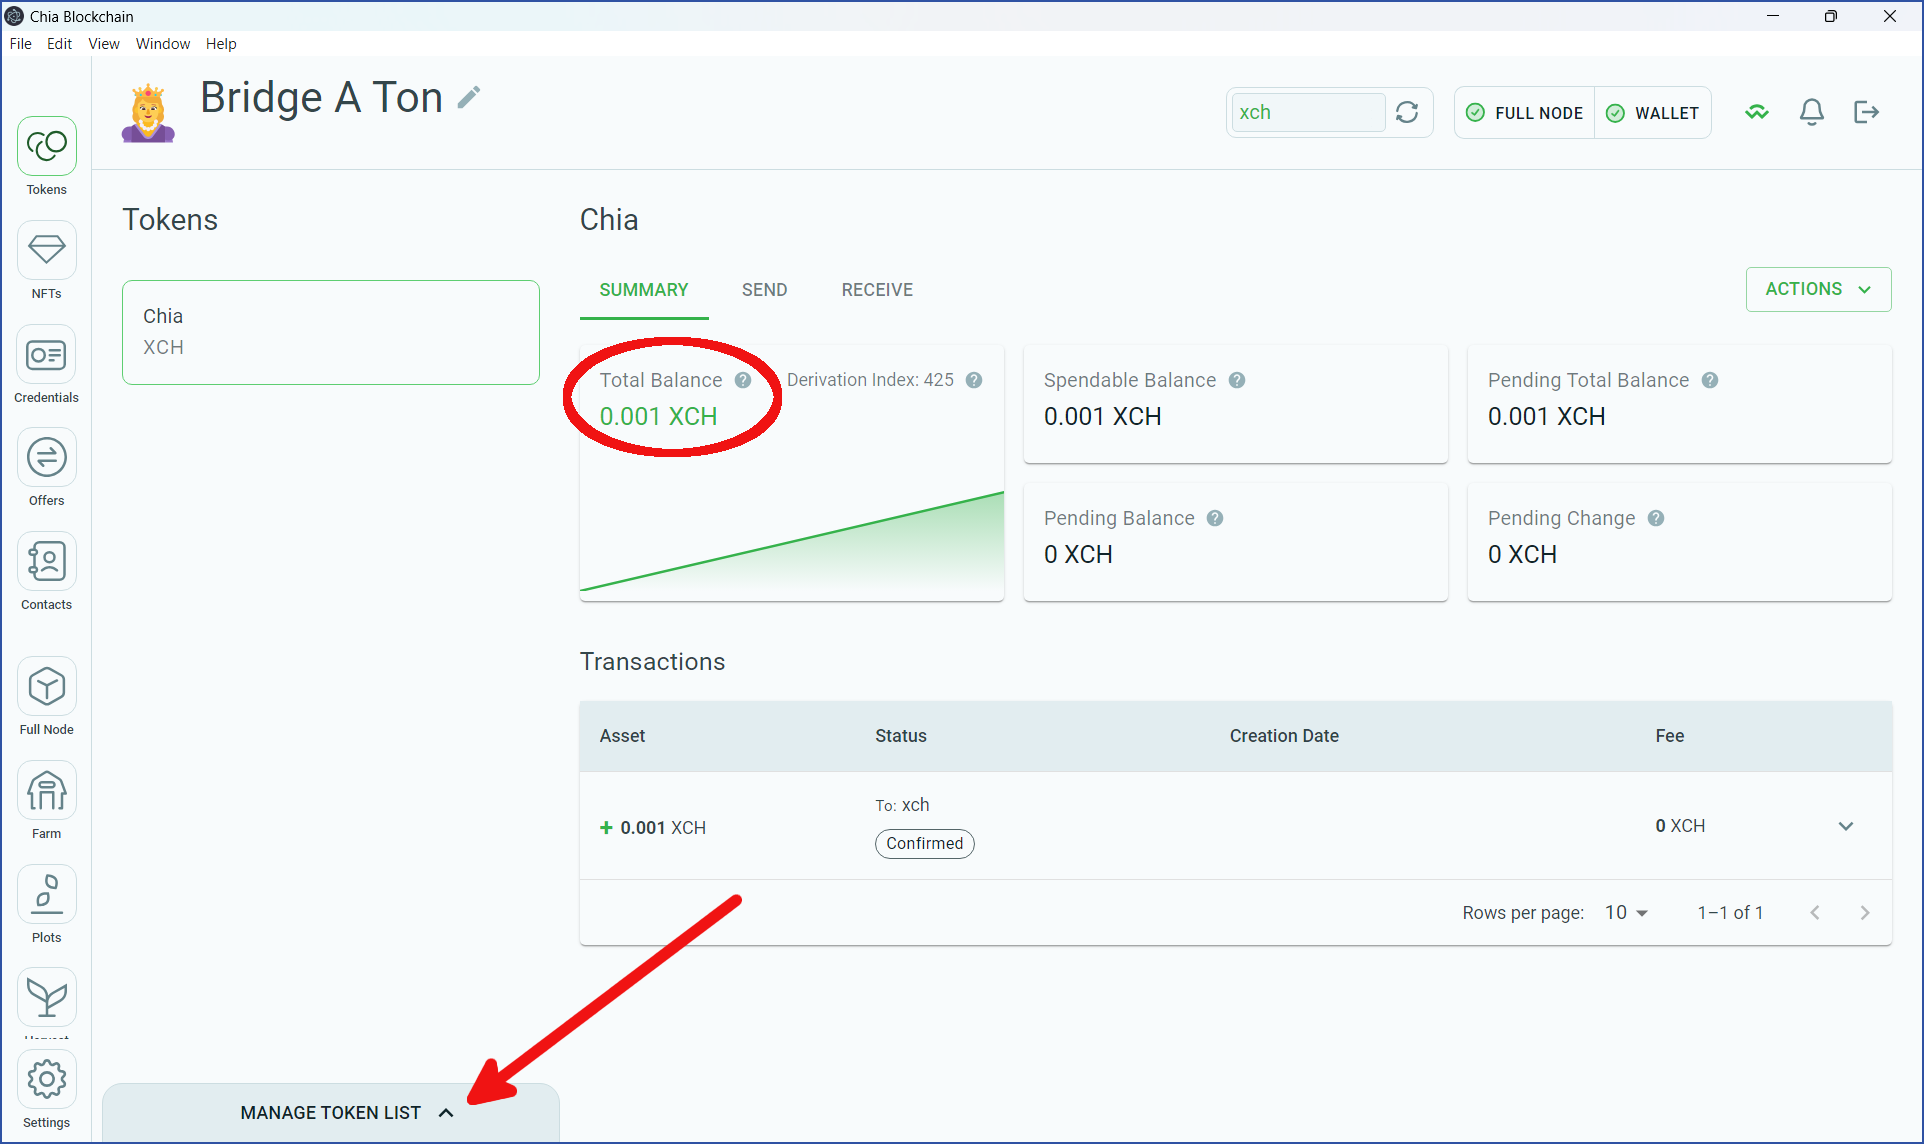 Chia Blockchain
File Edit View Window Help
Bridge A Ton
xch
FULL NODE
WALLET
Tokens
NFTs
Credentials
Offers
Contacts
Full Node
Farm
Plots
Harvest
Settings
Tokens
Chia
XCH
MANAGE TOKEN LIST
Chia
SUMMARY SEND RECEIVE
ACTIONS
Total Balance ?
0.001 XCH
Derivation Index: 425 ?
Spendable Balance ?
0.001 XCH
Pending Total Balance ?
0.001 XCH
Pending Balance ?
0 XCH
Pending Change ?
0 XCH
Transactions
Asset Status Creation Date Fee
+ 0.001 XCH
To: xch
Confirmed
0 XCH
Rows per page: 10 1–1 of 1